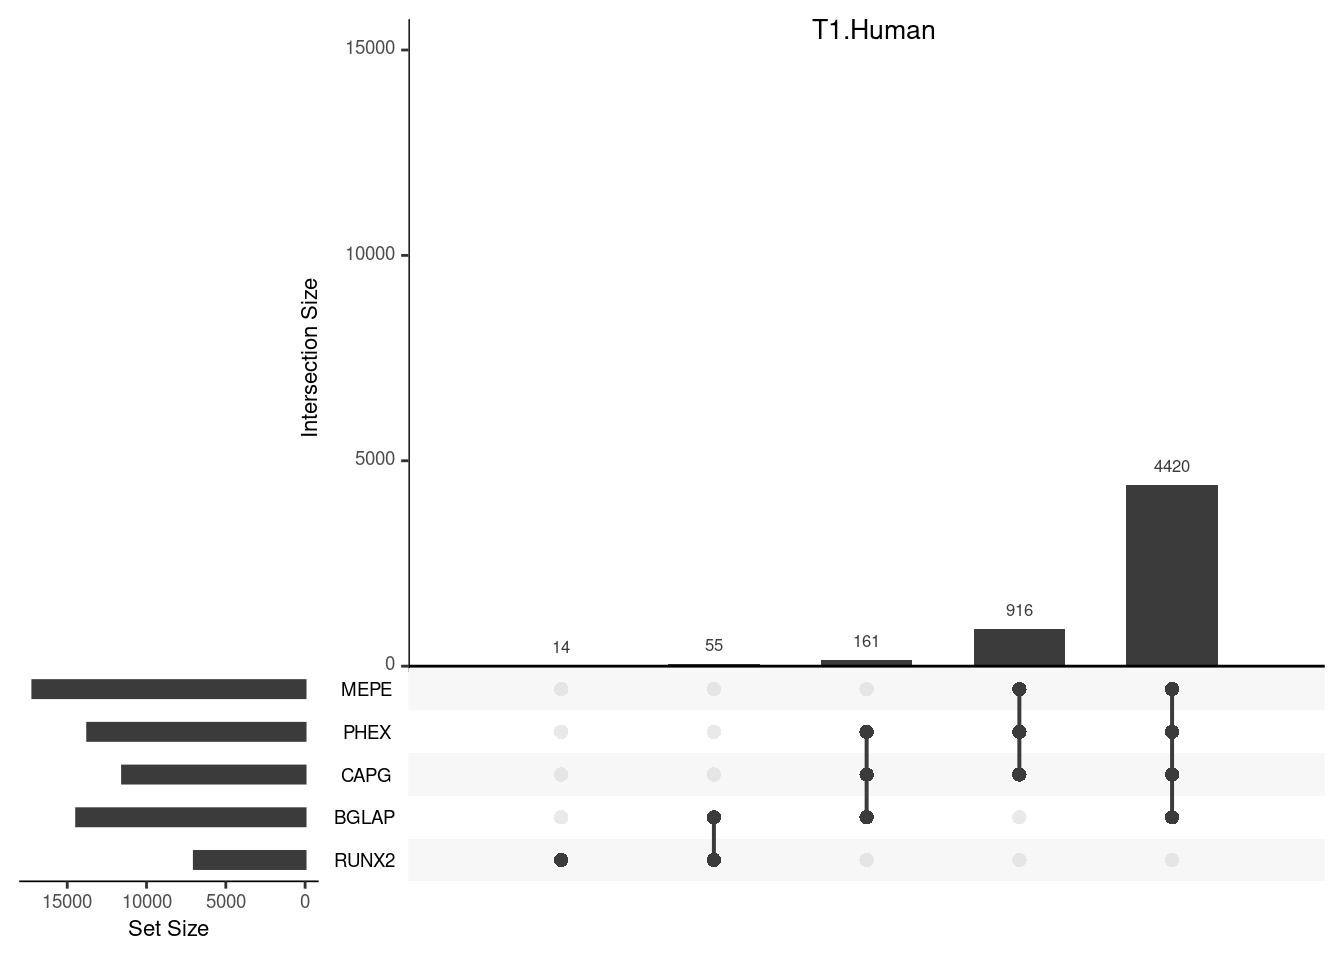 T1.Human
15000
10000
5000
0
Intersection Size
14
55
161
916
4420
MEPE
PHEX
CAPG
BGLAP
RUNX2
15000 10000 5000 0
Set Size